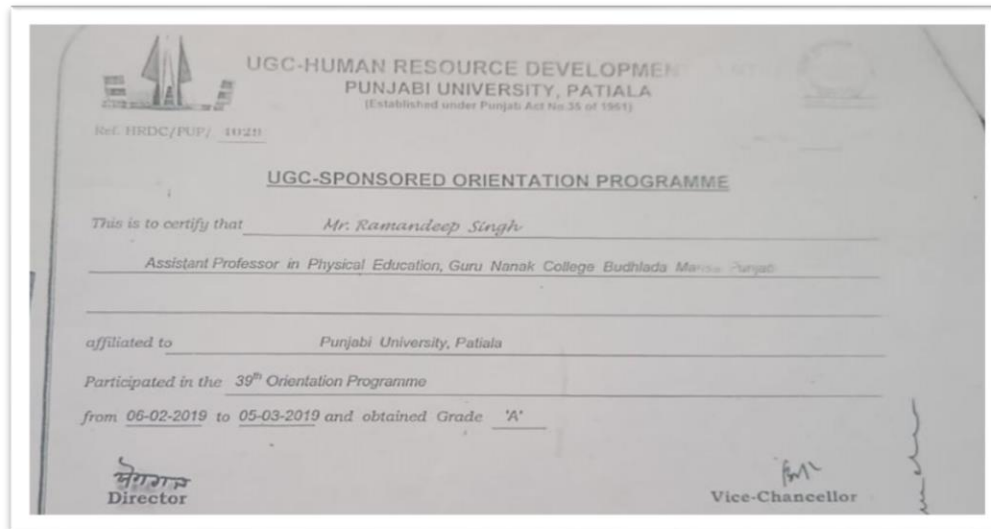 UGC-HUMAN RESOURCE DEVELOPMEN
PUNJABI UNIVERSITY, PATIALA
(Established under Punjab Act No.35 of 1961)
Ref. HRDC/PUP/ 1028
UGC-SPONSORED ORIENTATION PROGRAMME
This is to certify that Mr. Ramandeep Singh
Assistant Professor in Physical Education, Guru Nanak College Budhlada Mansa Punjab
affiliated to Punjabi University, Patiala
Participated in the 39th Orientation Programme
from 06-02-2019 to 05-03-2019 and obtained Grade 'A'
Director
Vice-Chancellor